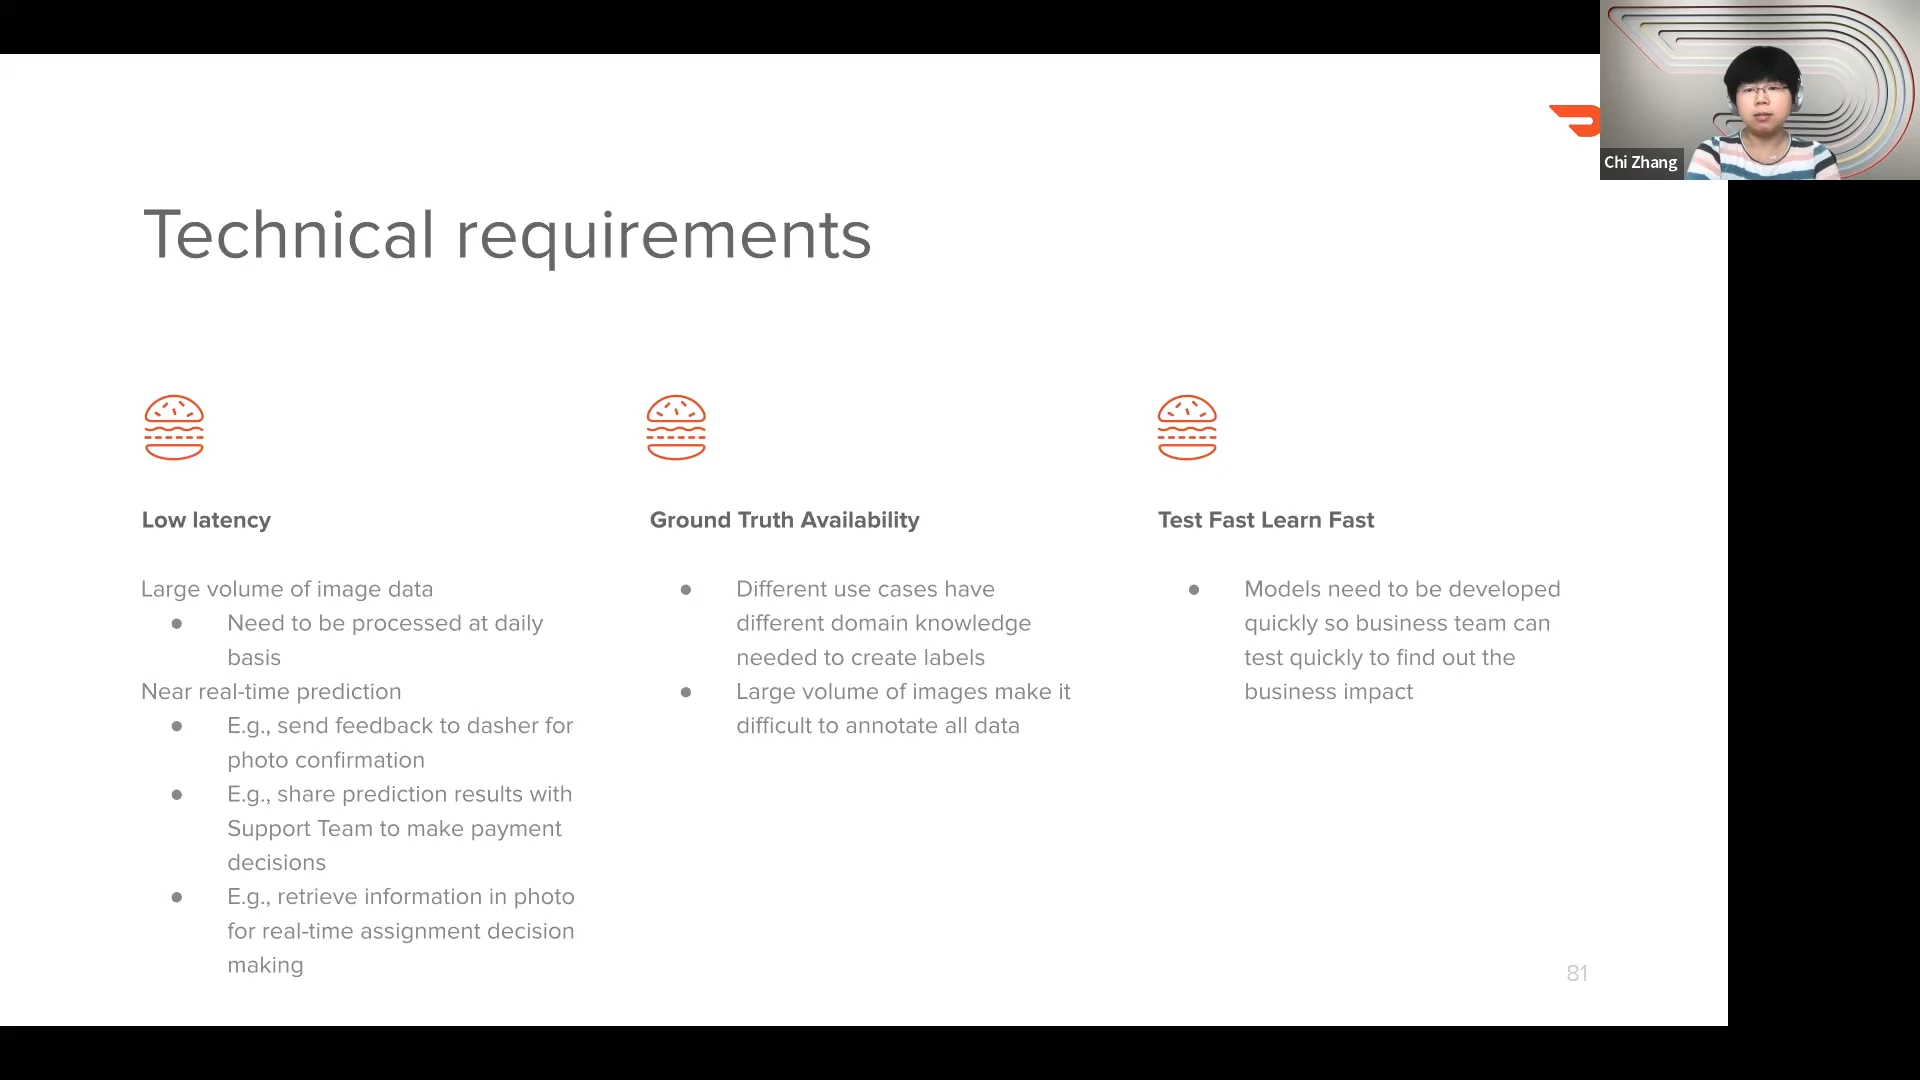 Chi Zhang
Technical requirements
Low latency
Large volume of image data
● Need to be processed at daily
basis
Near real-time prediction
● E.g., send feedback to dasher for
photo confirmation
● E.g., share prediction results with
Support Team to make payment
decisions
● E.g., retrieve information in photo
for real-time assignment decision
making
Ground Truth Availability
● Different use cases have
different domain knowledge
needed to create labels
● Large volume of images make it
difficult to annotate all data
Test Fast Learn Fast
● Models need to be developed
quickly so business team can
test quickly to find out the
business impact
81